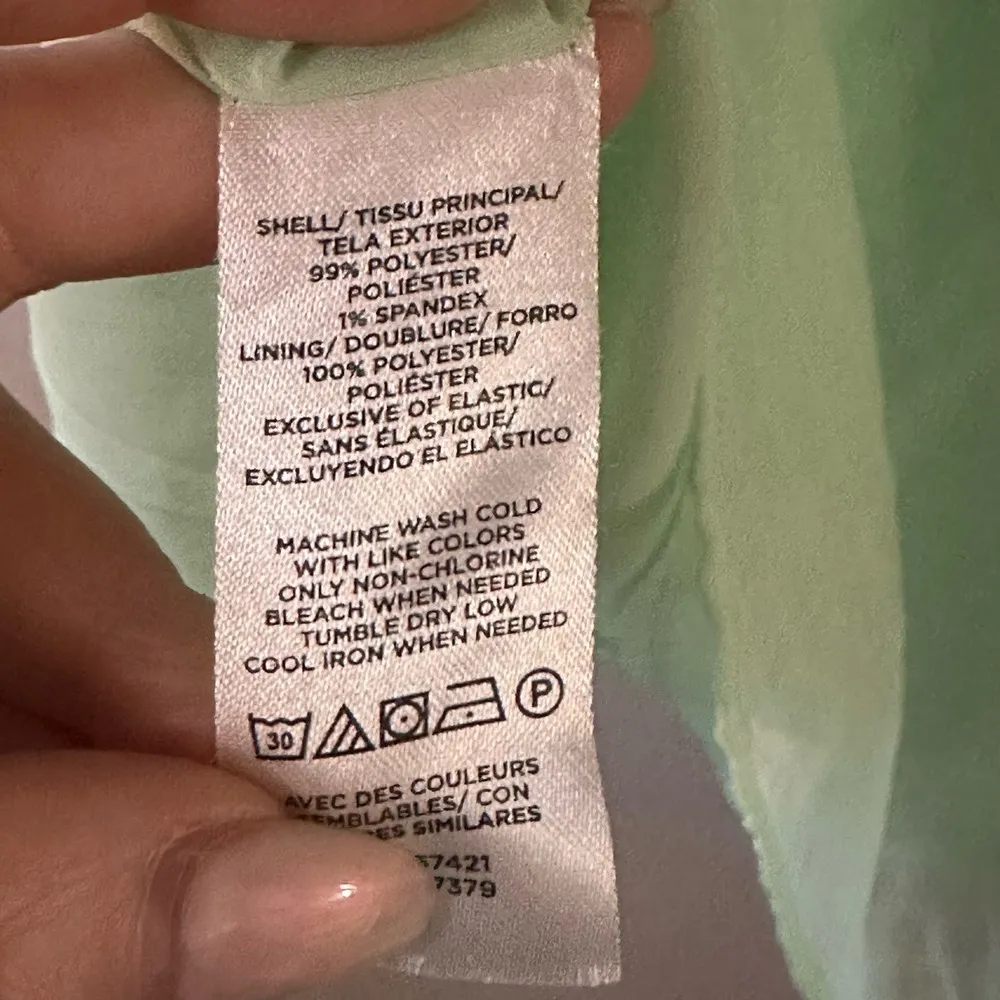 SHELL/ TISSU PRINCIPAL/
TELA EXTERIOR
99% POLYESTER/
POLIÉSTER
1% SPANDEX
LINING/ DOUBLURE/ FORRO
100% POLYESTER/
POLIÉSTER
EXCLUSIVE OF ELASTIC/
SANS ÉLASTIQUE/
EXCLUYENDO EL ELÁSTICO
MACHINE WASH COLD
WITH LIKE COLORS
ONLY NON-CHLORINE
BLEACH WHEN NEEDED
TUMBLE DRY LOW
COOL IRON WHEN NEEDED
30 P
AVEC DES COULEURS
CON
SIMILARES
7421
7379